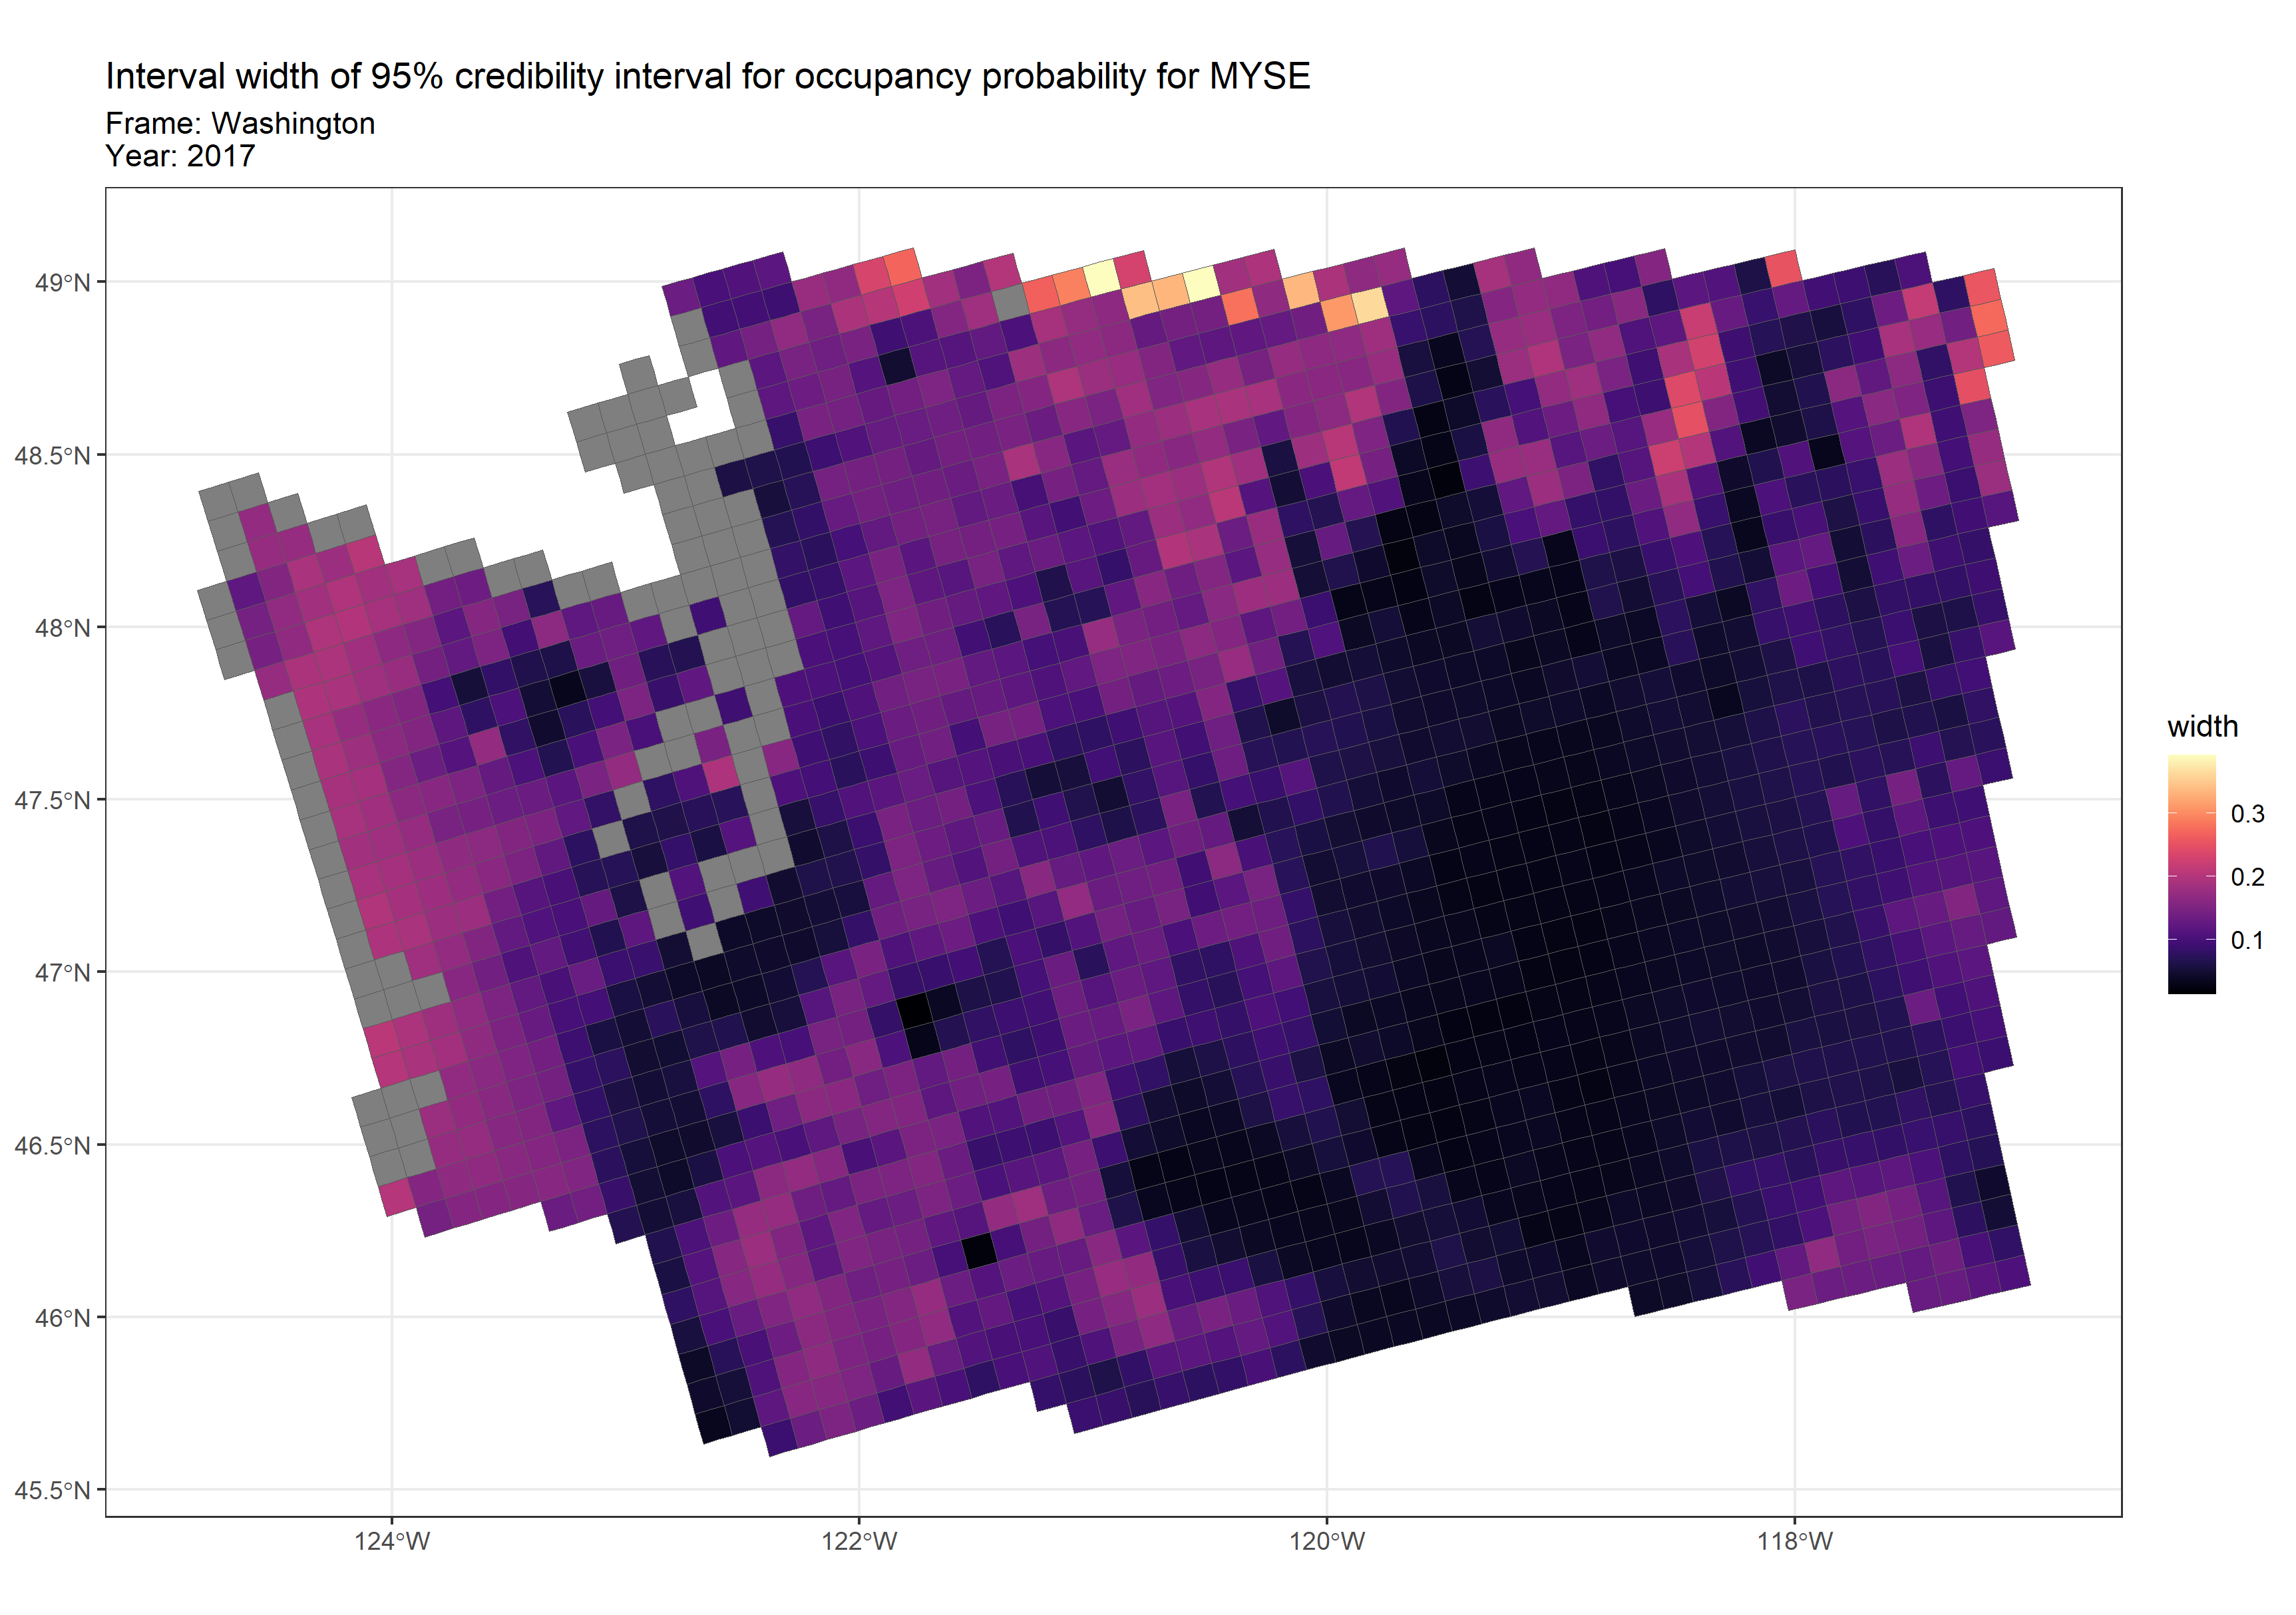 Interval width of 95% credibility interval for occupancy probability for MYSE
Frame: Washington
Year: 2017
49°N
48.5°N
48°N
47.5°N
47°N
46.5°N
46°N
45.5°N
124°W
122°W
120°W
118°W
width
0.3
0.2
0.1